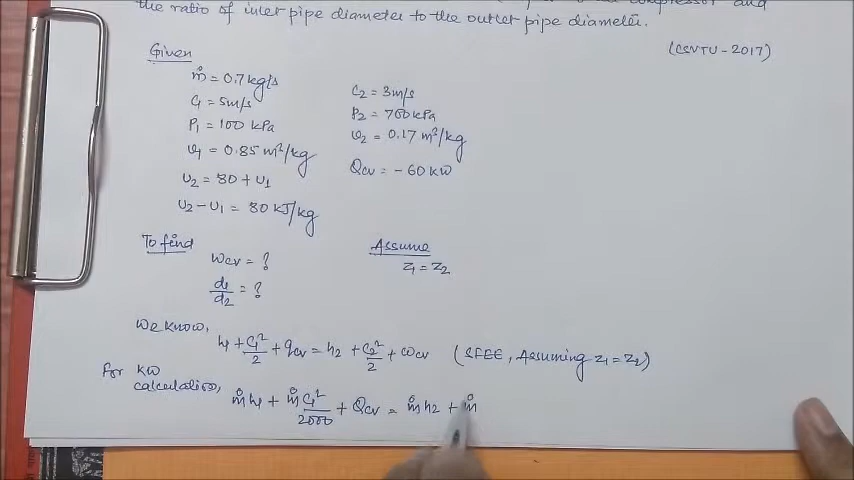 the ratio of inlet pipe diameter to the outlet pipe diameter.
(CSVTU - 2017)
Given
ṁ = 0.7 kg/s
C₁ = 5m/s
P₁ = 100 kPa
v₁ = 0.85 m³/kg
U₂ = 80 + U₁
U₂ - U₁ = 80 KJ/kg
C₂ = 3m/s
P₂ = 700 kPa
v₂ = 0.17 m³/kg
Qcv = - 60 KW
To find
Wcv = ?
d₁/d₂ = ?
Assume
Z₁ = Z₂
We know,
h₁ + C₁²/2 + qcv = h₂ + C₂²/2 + wcv (SFEE, Assuming Z₁ = Z₂)
For KW
calculation,
ṁh₁ + ṁC₁²/2000 + Qcv = ṁh₂ + ṁ